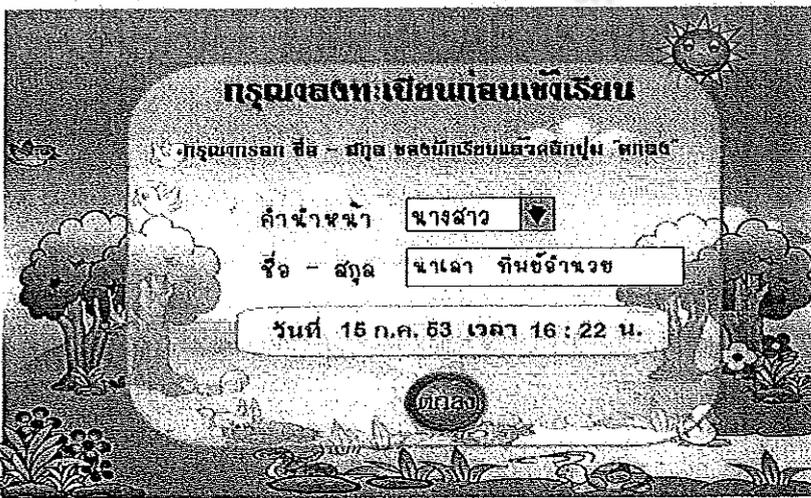 กรุณาลงทะเบียนก่อนเข้าเรียน
กรุณากรอก ชื่อ - สกุล ของนักเรียนแล้วคลิกปุ่ม "ตกลง"
คำนำหน้า นางสาว
ชื่อ - สกุล นาเลา ทิพย์อำนวย
วันที่ 15 ก.ค. 53 เวลา 16 : 22 น.
ตกลง